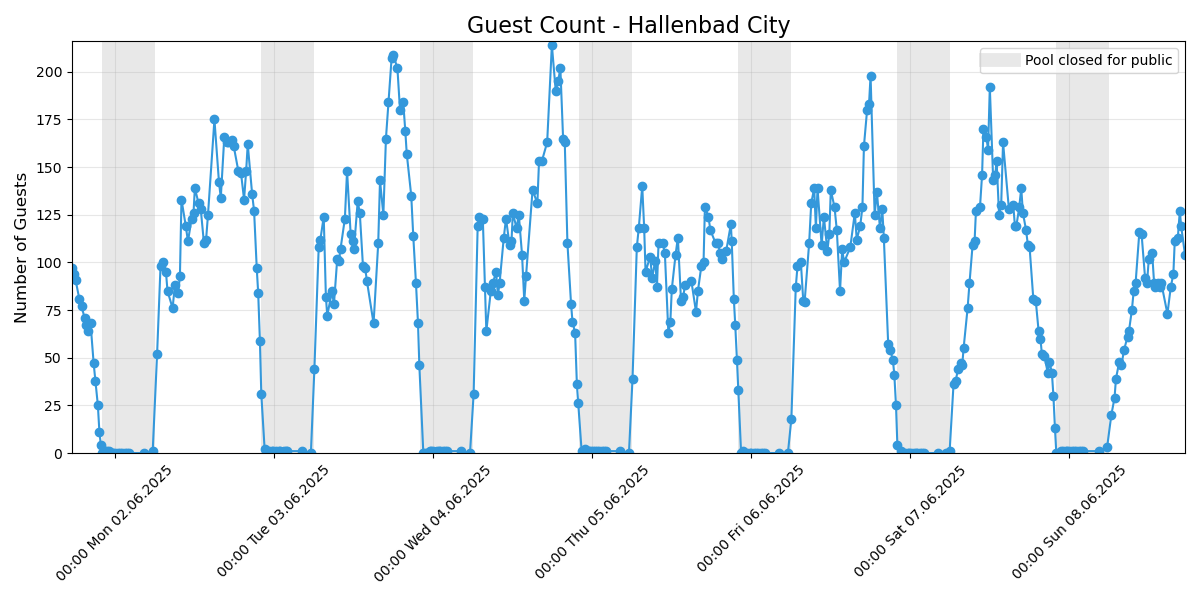 Guest Count - Hallenbad City
Pool closed for public
Number of Guests
200
175
150
125
100
75
50
25
0
00:00 Mon 02.06.2025
00:00 Tue 03.06.2025
00:00 Wed 04.06.2025
00:00 Thu 05.06.2025
00:00 Fri 06.06.2025
00:00 Sat 07.06.2025
00:00 Sun 08.06.2025